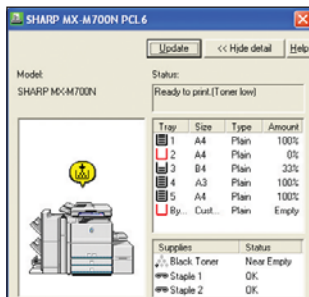 SHARP MX-M700N PCL6
Update << Hide detail Help
Model:
SHARP MX-M700N
Status:
Ready to print.(Toner low)
Tray Size Type Amount
1 A4 Plain 100%
2 A4 Plain 0%
3 B4 Plain 33%
4 A3 Plain 100%
5 A4 Plain 100%
By... Cust... Plain Empty
Supplies Status
Black Toner Near Empty
Staple 1 OK
Staple 2 OK